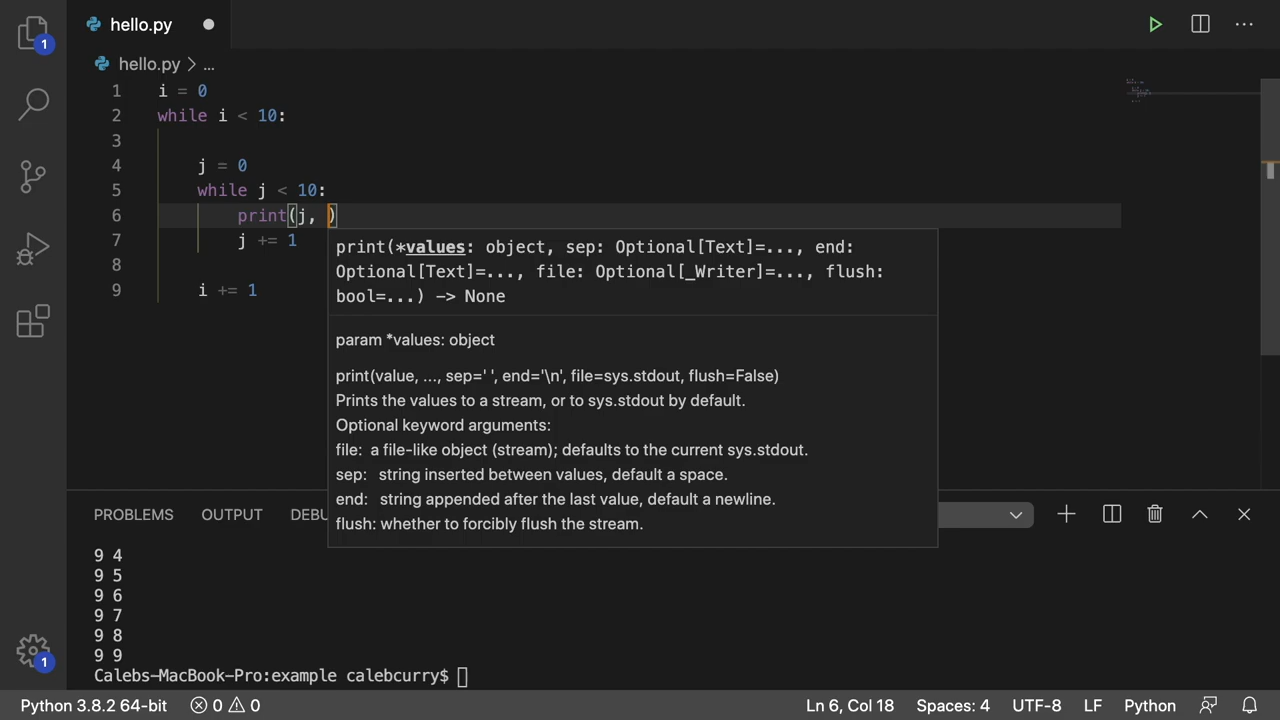 1
hello.py
hello.py > ...
1 i = 0
2 while i < 10:
3
4 j = 0
5 while j < 10:
6 print(j, )
7 j += 1
8
9 i += 1
print(*values: object, sep: Optional[Text]=..., end:
Optional[Text]=..., file: Optional[_Writer]=..., flush:
bool=...) -> None
param *values: object
print(value, ..., sep=' ', end='\n', file=sys.stdout, flush=False)
Prints the values to a stream, or to sys.stdout by default.
Optional keyword arguments:
file: a file-like object (stream); defaults to the current sys.stdout.
sep: string inserted between values, default a space.
end: string appended after the last value, default a newline.
flush: whether to forcibly flush the stream.
PROBLEMS OUTPUT DEBU
9 4
9 5
9 6
9 7
9 8
9 9
Calebs-MacBook-Pro:example calebcurry$
1
Python 3.8.2 64-bit 0 0 Ln 6, Col 18 Spaces: 4 UTF-8 LF Python